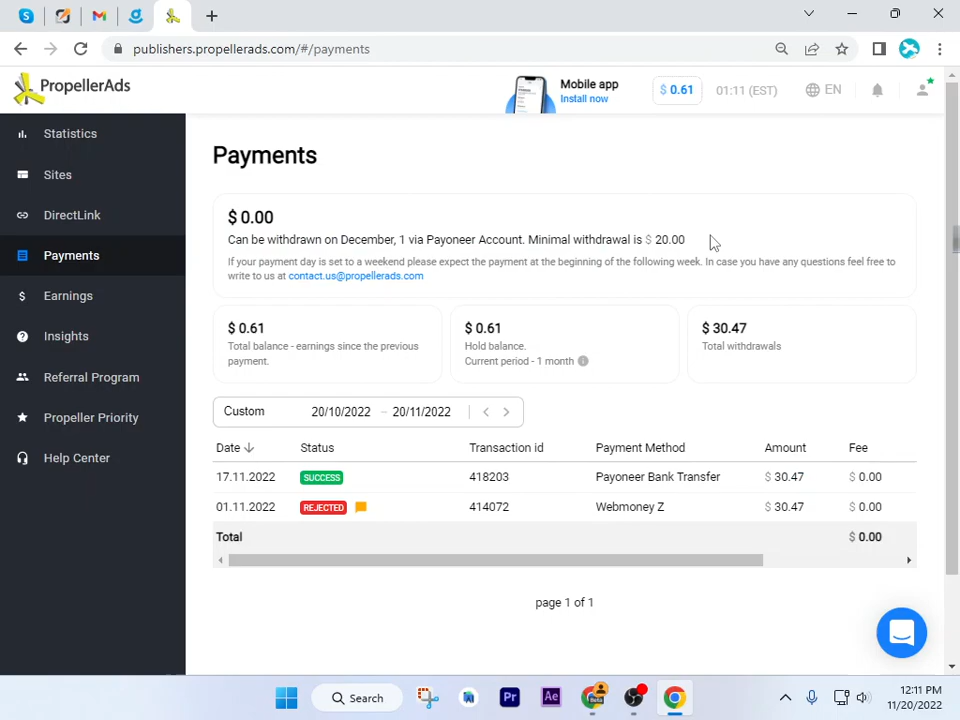 publishers.propellerads.com/#/payments
PropellerAds
Mobile app
Install now
$ 0.61
01:11 (EST)
EN
Statistics
Sites
DirectLink
Payments
Earnings
Insights
Referral Program
Propeller Priority
Help Center
Payments
$ 0.00
Can be withdrawn on December, 1 via Payoneer Account. Minimal withdrawal is $ 20.00
If your payment day is set to a weekend please expect the payment at the beginning of the following week. In case you have any questions feel free to
write to us at contact.us@propellerads.com
$ 0.61
Total balance - earnings since the previous
payment.
$ 0.61
Hold balance.
Current period - 1 month
$ 30.47
Total withdrawals
Custom 20/10/2022 – 20/11/2022
Date Status Transaction id Payment Method Amount Fee
17.11.2022 SUCCESS 418203 Payoneer Bank Transfer $ 30.47 $ 0.00
01.11.2022 REJECTED 414072 Webmoney Z $ 30.47 $ 0.00
Total $ 0.00
page 1 of 1
Search
Pr
Ae
12:11 PM
11/20/2022